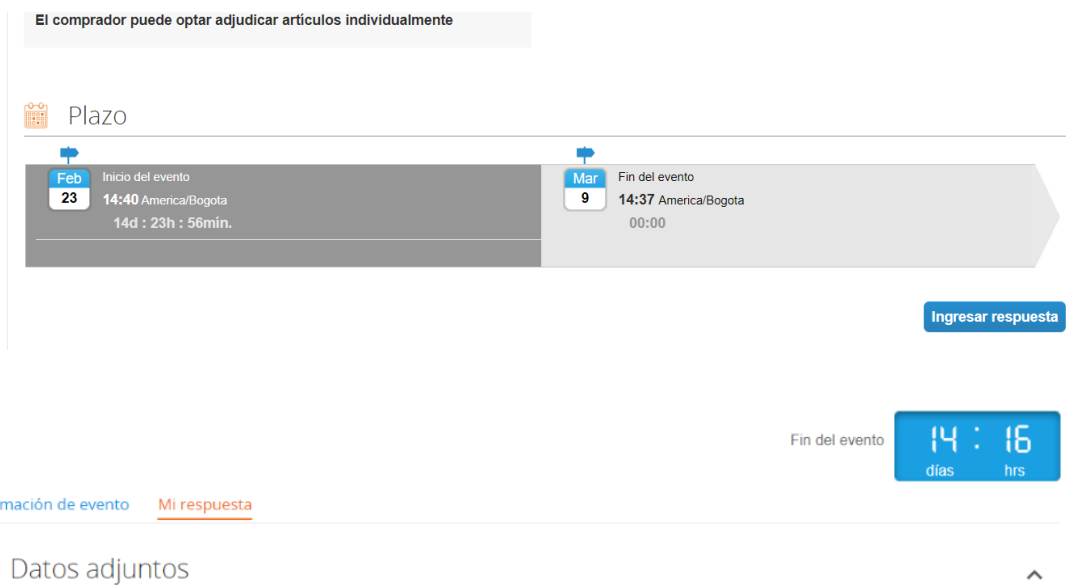 El comprador puede optar adjudicar artículos individualmente
Plazo
Feb
23
Inicio del evento
14:40 America/Bogota
14d : 23h : 56min.
Mar
9
Fin del evento
14:37 America/Bogota
00:00
Ingresar respuesta
Fin del evento
14 : 16
días hrs
mación de evento Mi respuesta
Datos adjuntos